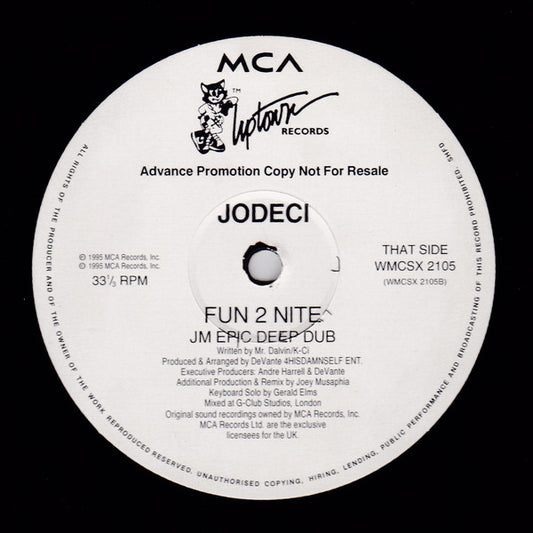 MCA
TM
Uptown
RECORDS
Advance Promotion Copy Not For Resale
JODECI
℗ 1995 MCA Records, Inc.
© 1995 MCA Records, Inc.
33⅓ RPM
THAT SIDE
WMCSX 2105
(WMCSX 2105B)
FUN 2 NITE
JM EPIC DEEP DUB
Written by Mr. Dalvin/K-Ci
Produced & Arranged by DeVante 4HISDAMNSELF ENT.
Executive Producers: Andre Harrell & DeVante
Additional Production & Remix by Joey Musaphia
Keyboard Solo by Gerald Elms
Mixed at G-Club Studios, London
Original sound recordings owned by MCA Records, Inc.
MCA Records Ltd. are the exclusive
licensees for the UK.
ALL RIGHTS OF THE PRODUCER AND OF THE OWNER OF THE WORK REPRODUCED RESERVED. UNAUTHORISED COPYING, HIRING, LENDING, PUBLIC PERFORMANCE AND BROADCASTING OF THIS RECORD PROHIBITED. SHFD